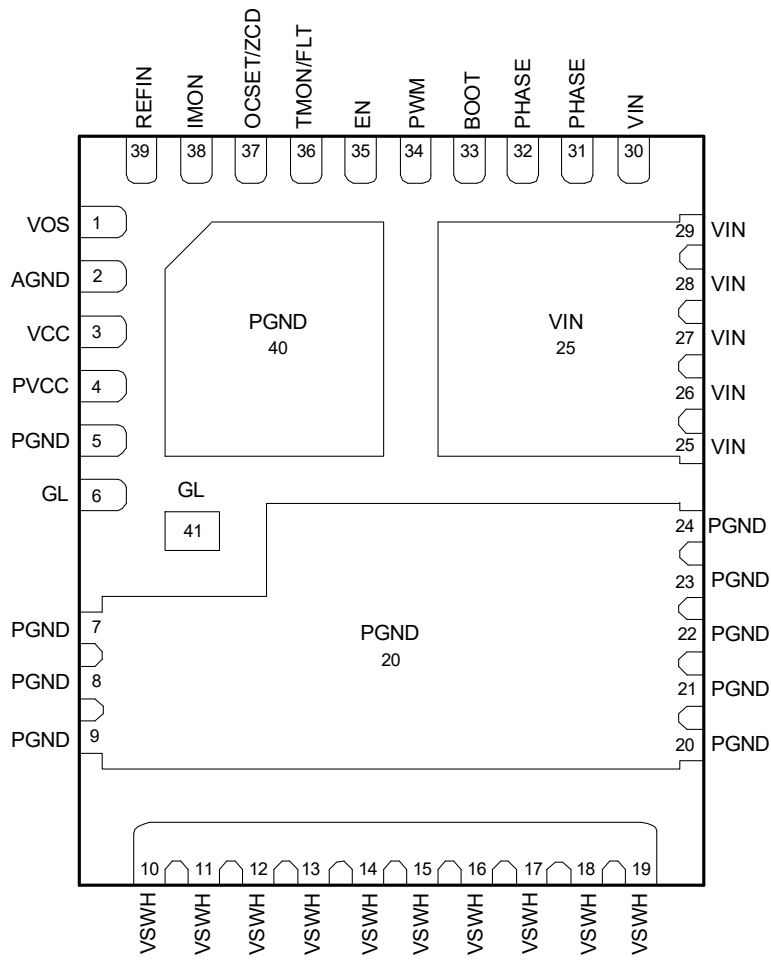 REFIN
IMON
OCSET/ZCD
TMON/FLT
EN
PWM
BOOT
PHASE
PHASE
VIN
39
38
37
36
35
34
33
32
31
30
VOS 1
AGND 2
VCC 3
PVCC 4
PGND 5
GL 6
PGND
40
VIN
25
29 VIN
28 VIN
27 VIN
26 VIN
25 VIN
GL
41
24 PGND
23 PGND
22 PGND
21 PGND
20 PGND
PGND
20
PGND 7
PGND 8
PGND 9
10
11
12
13
14
15
16
17
18
19
VSWH
VSWH
VSWH
VSWH
VSWH
VSWH
VSWH
VSWH
VSWH
VSWH